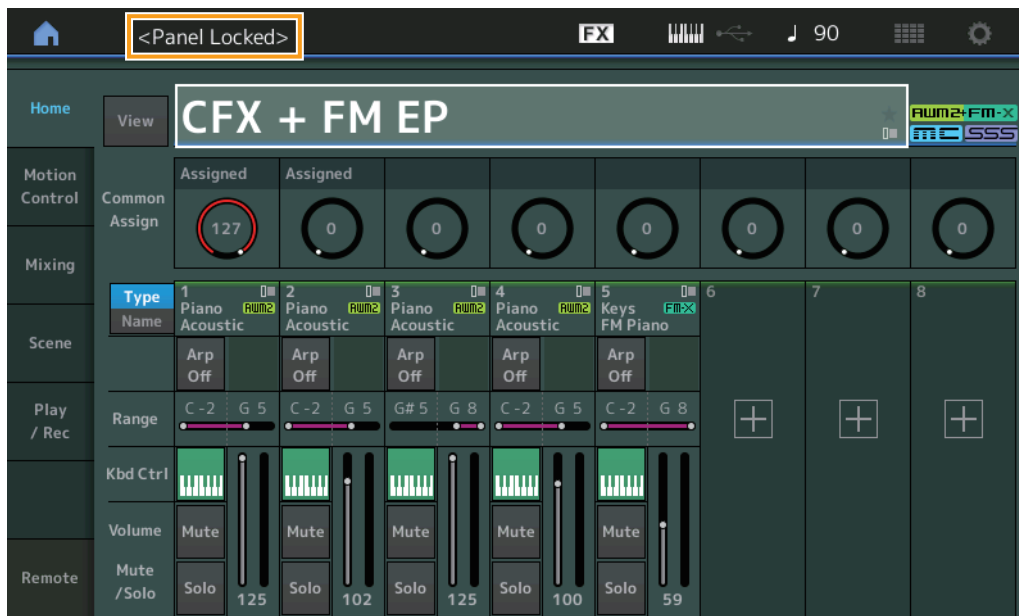 <Panel Locked>
FX
90
Home
View
CFX + FM EP
AWM2+FM-X
MC SSS
Motion
Control
Common
Assign
Assigned
127
Assigned
0
0
0
0
0
0
0
Mixing
Type
Name
1
Piano AWM2
Acoustic
2
Piano AWM2
Acoustic
3
Piano AWM2
Acoustic
4
Piano AWM2
Acoustic
5
Keys FM-X
FM Piano
6
7
8
Scene
Arp
Off
Arp
Off
Arp
Off
Arp
Off
Arp
Off
Play
/ Rec
Range
C -2 G 5
C -2 G 5
G# 5 G 8
C -2 G 5
C -2 G 8
Kbd Ctrl
Volume
Mute Mute Mute Mute Mute
Remote
Mute
/Solo
Solo 125
Solo 102
Solo 125
Solo 100
Solo 59